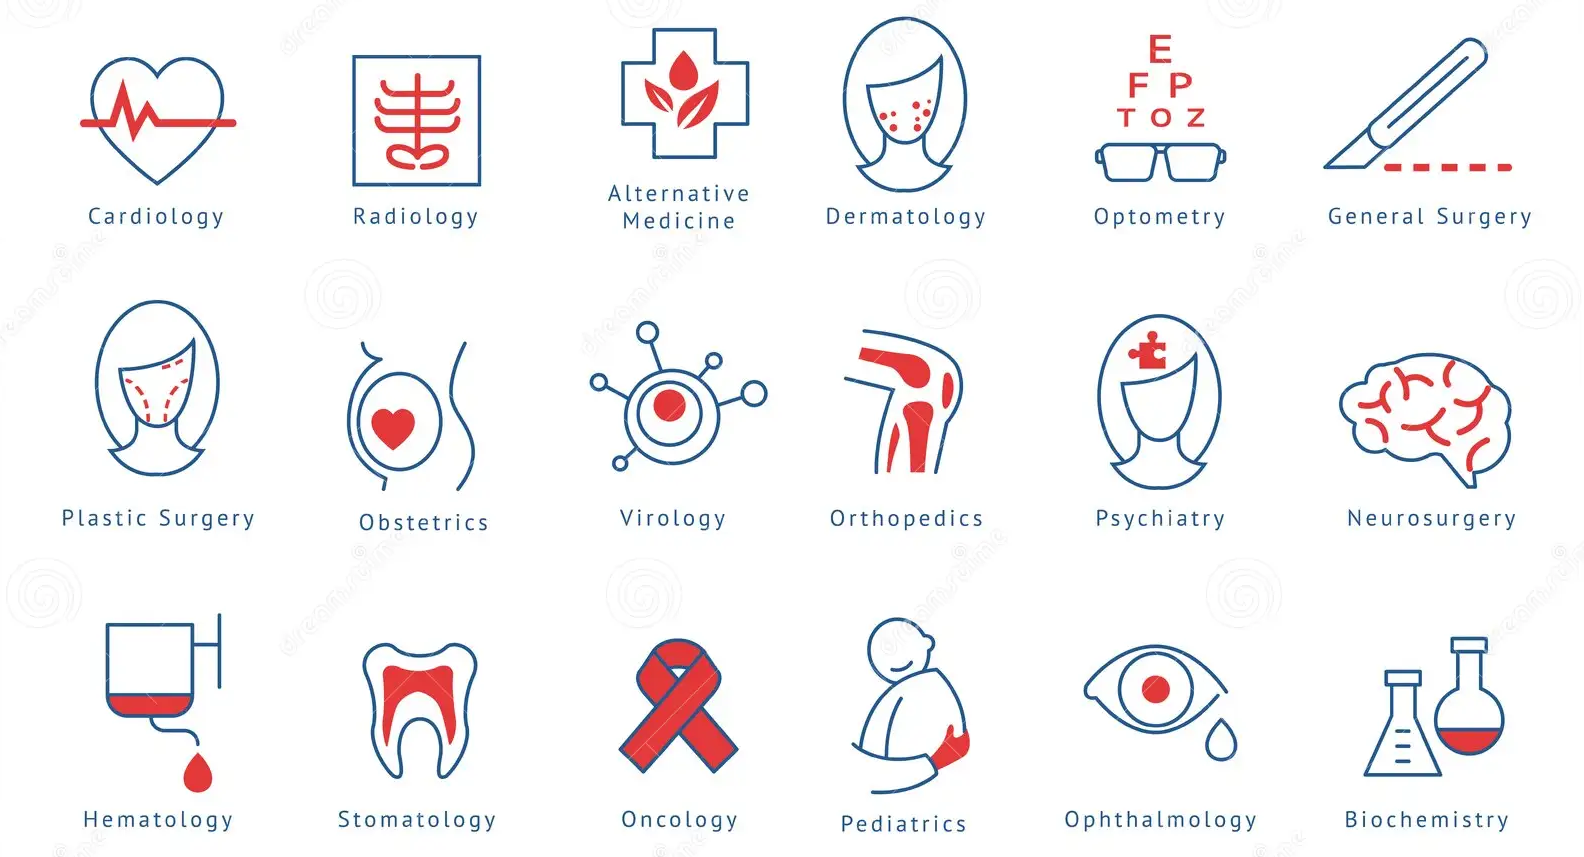 E
F P
T O Z
Cardiology
Radiology
Alternative
Medicine
Dermatology
Optometry
General Surgery
Plastic Surgery
Obstetrics
Virology
Orthopedics
Psychiatry
Neurosurgery
Hematology
Stomatology
Oncology
Pediatrics
Ophthalmology
Biochemistry
dreamstime